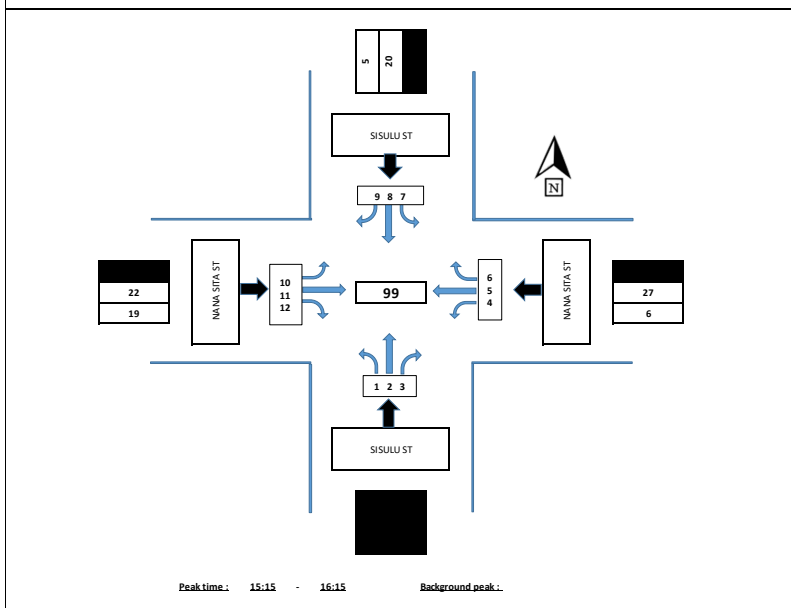 5 20
SISULU ST
N
9 8 7
22
19
NANA SITA ST
10
11
12
99
6
5
4
NANA SITA ST
27
6
1 2 3
SISULU ST
Peak time : 15:15 - 16:15 Background peak :